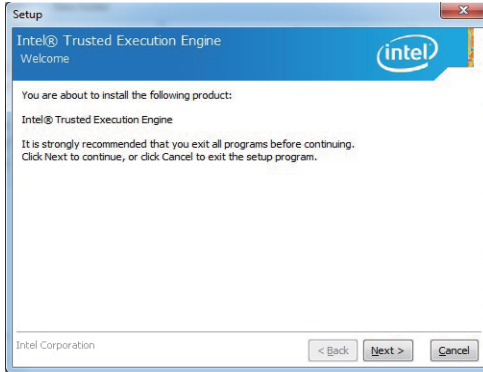 Setup
Intel® Trusted Execution Engine
Welcome
intel
You are about to install the following product:
Intel® Trusted Execution Engine
It is strongly recommended that you exit all programs before continuing.
Click Next to continue, or click Cancel to exit the setup program.
Intel Corporation
< Back Next > Cancel